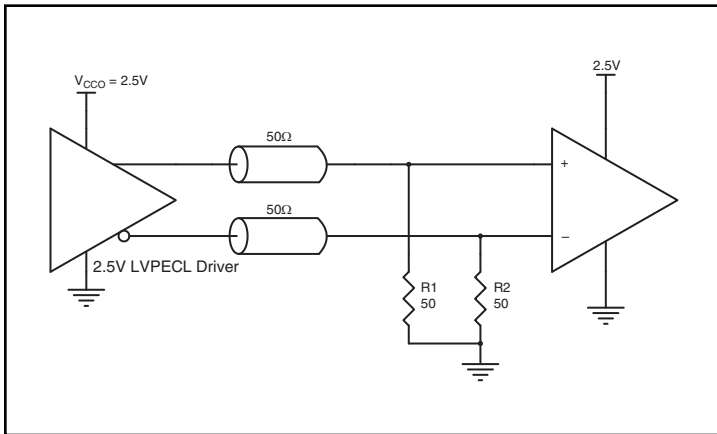 V_CCO = 2.5V
2.5V
50Ω
+
50Ω
−
2.5V LVPECL Driver
R1
50
R2
50